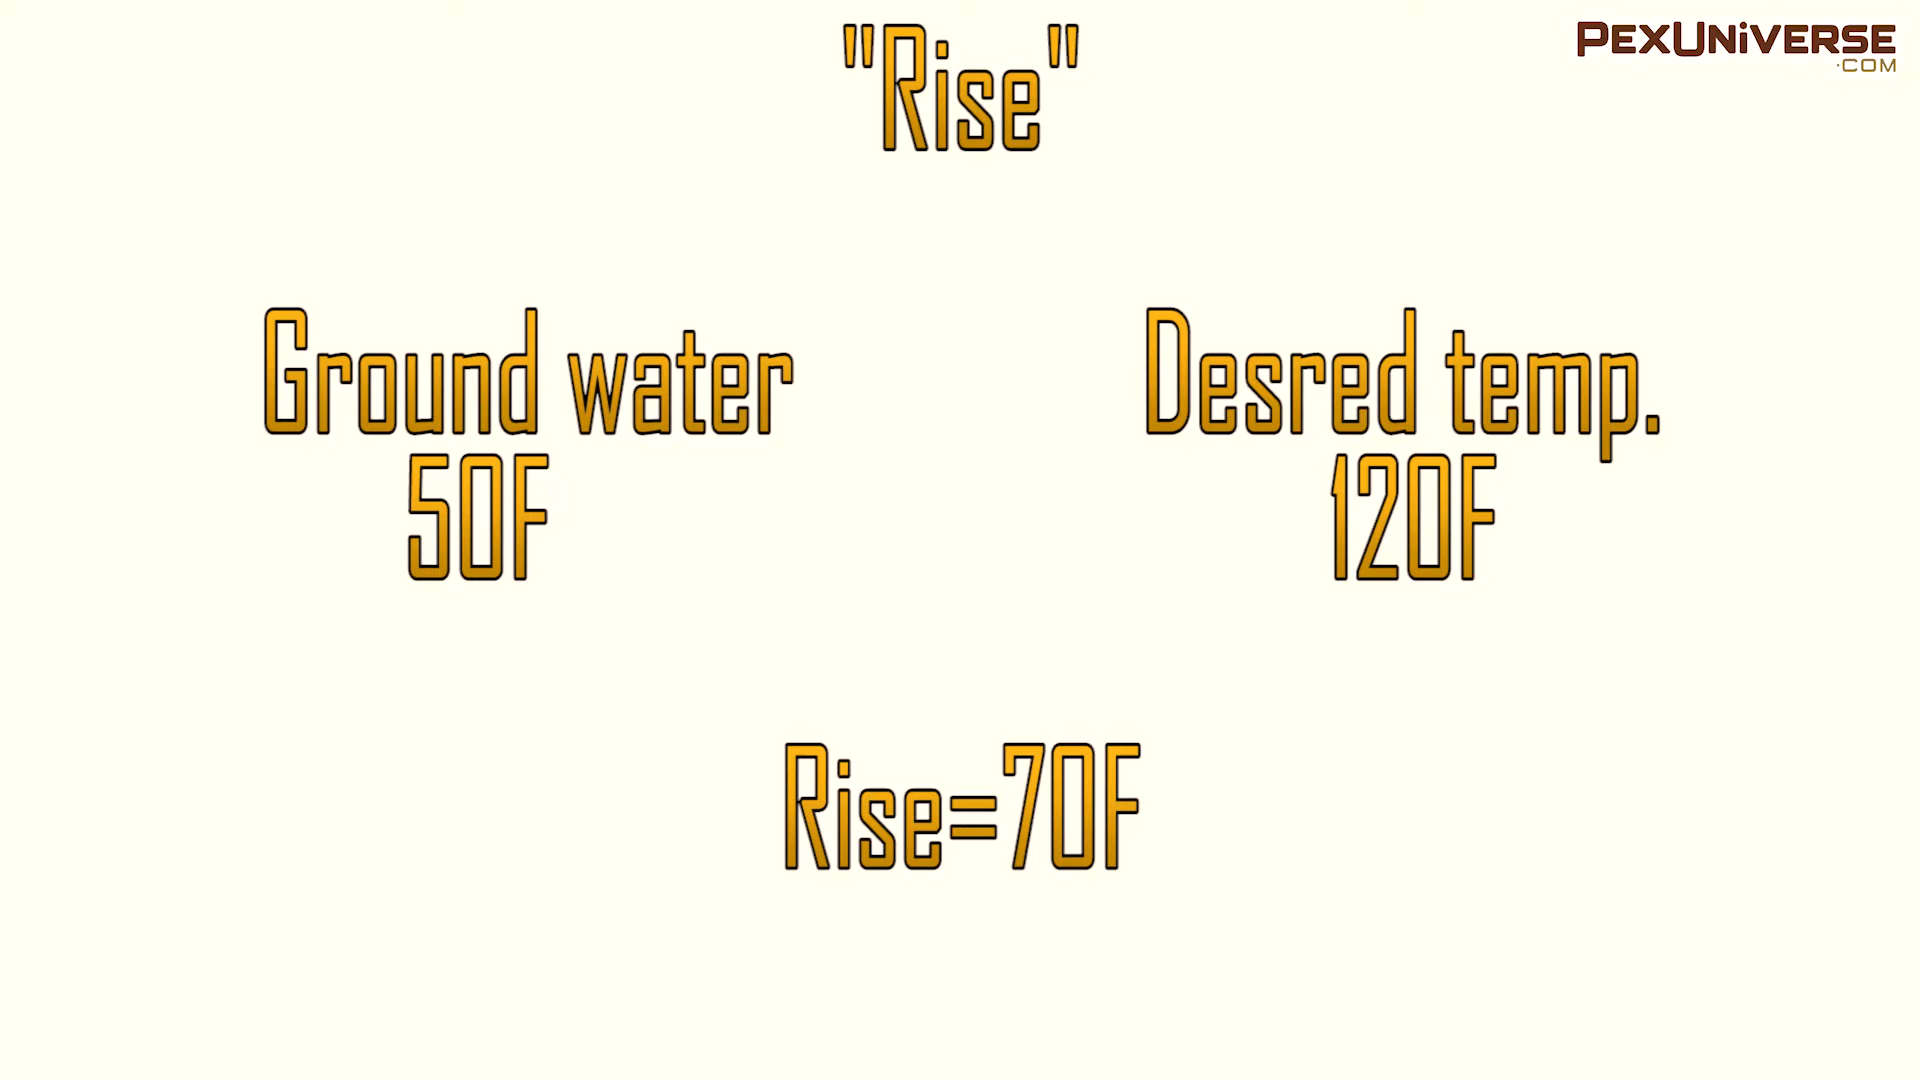 "Rise"
PEXUNiVERSE
.COM
Ground water
50F
Desred temp.
120F
Rise=70F